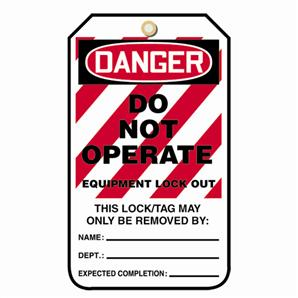 DANGER
DO
NOT
OPERATE
EQUIPMENT LOCK OUT
THIS LOCK/TAG MAY
ONLY BE REMOVED BY:
NAME:
DEPT.:
EXPECTED COMPLETION: